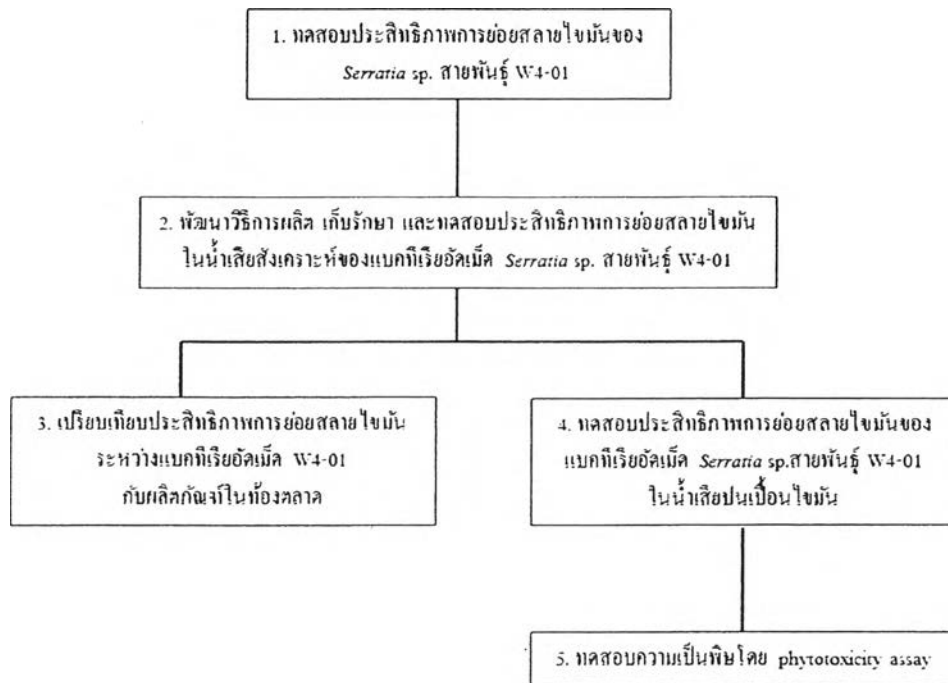 1. ทดสอบประสิทธิภาพการย่อยสลายไขมันของ
Serratia sp. สายพันธุ์ W4-01
2. พัฒนาวิธีการผลิต เก็บรักษา และทดสอบประสิทธิภาพการย่อยสลายไขมัน
ในน้ำเสียสังเคราะห์ของแบคทีเรียอัดเม็ด Serratia sp. สายพันธุ์ W4-01
3. เปรียบเทียบประสิทธิภาพการย่อยสลายไขมัน
ระหว่างแบคทีเรียอัดเม็ด W4-01
กับผลิตภัณฑ์ในท้องตลาด
4. ทดสอบประสิทธิภาพการย่อยสลายไขมันของ
แบคทีเรียอัดเม็ด Serratia sp.สายพันธุ์ W4-01
ในน้ำเสียปนเปื้อนไขมัน
5. ทดสอบความเป็นพิษโดย phytotoxicity assay